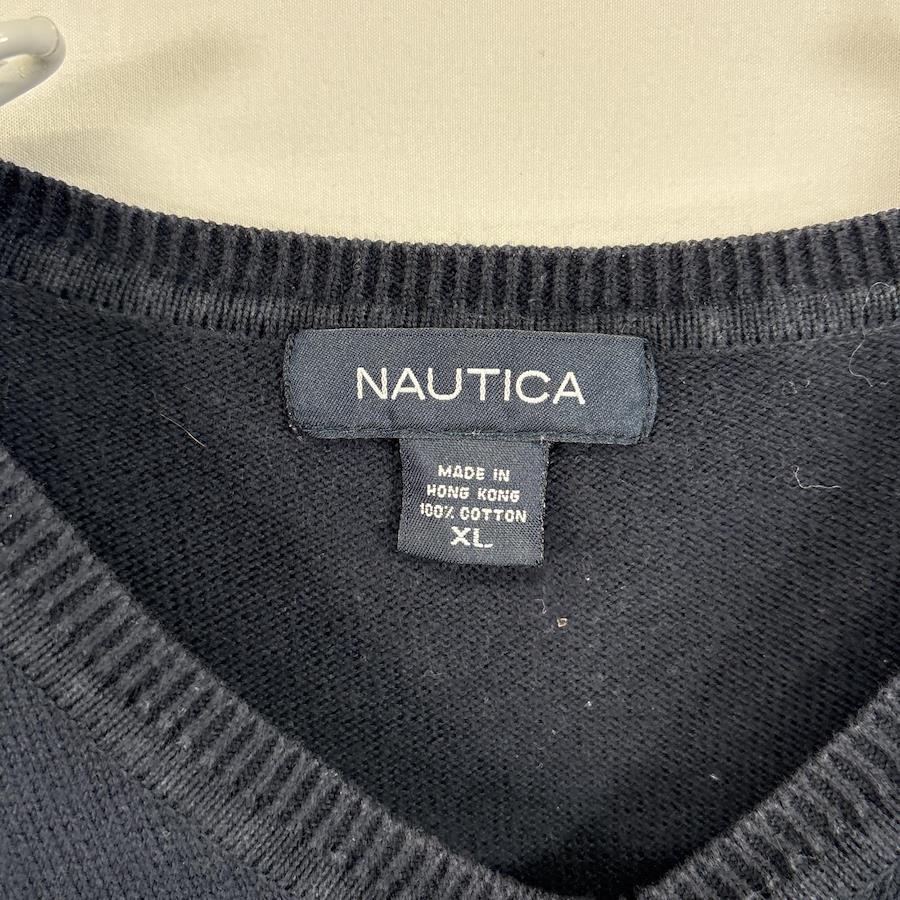 NAUTICA
MADE IN
HONG KONG
100% COTTON
XL